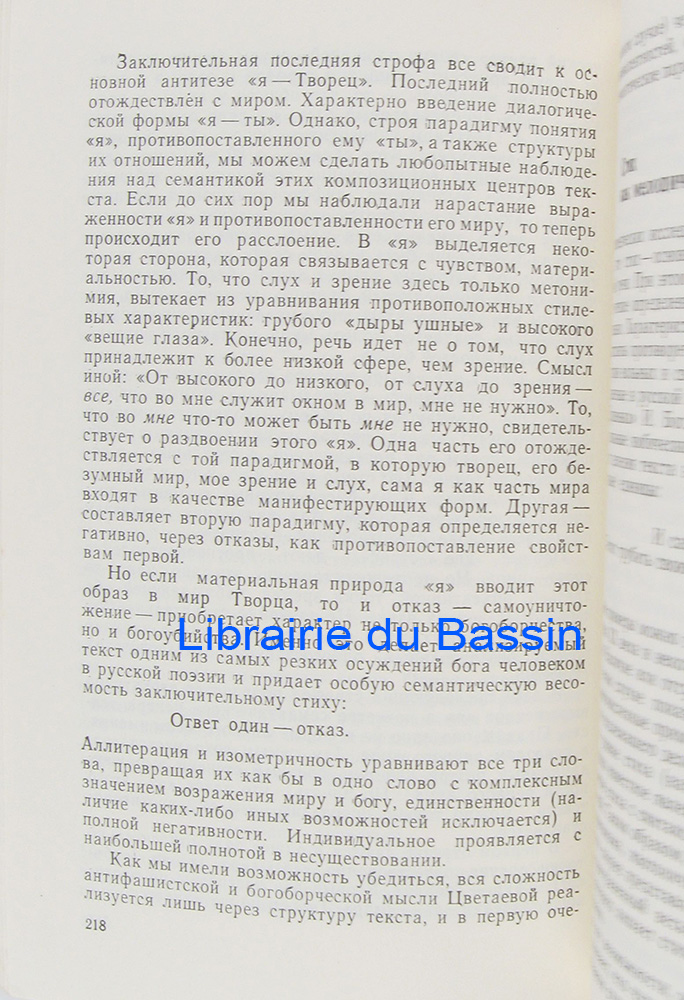 Заключительная последняя строфа все сводит к ос-
новной антитезе «я — Творец». Последний полностью
отождествлён с миром. Характерно введение диалогиче-
ской формы «я — ты». Однако, строя парадигму понятия
«я», противопоставленного ему «ты», а также структуры
их отношений, мы можем сделать любопытные наблюде-
ния над семантикой этих композиционных центров тек-
ста. Если до сих пор мы наблюдали нарастание выра-
женности «я» и противопоставленности его миру, то теперь
происходит его расслоение. В «я» выделяется неко-
торая сторона, которая связывается с чувством, матери-
альностью. То, что слух и зрение здесь только метони-
мия, вытекает из уравнивания противоположных стиле-
вых характеристик: грубого «дыры ушные» и высокого
«вещие глаза». Конечно, речь идет не о том, что слух
принадлежит к более низкой сфере, чем зрение. Смысл
иной: «От высокого до низкого, от слуха до зрения —
все, что во мне служит окном в мир, мне не нужно». То,
что во мне что-то может быть мне не нужно, свидетель-
ствует о раздвоении этого «я». Одна часть его отожде-
ствляется с той парадигмой, в которую творец, его бе-
зумный мир, мое зрение и слух, сама я как часть мира
входят в качестве манифестирующих форм. Другая —
составляет вторую парадигму, которая определяется не-
гативно, через отказы, как противопоставление свойст-
вам первой.
Но если материальная природа «я» вводит этот
образ в мир Творца, то и отказ — самоуничто-
жение — приобретает характер не только богоборчества,
но и богоубийства. Именно это делает анализируемый
Librairie du Bassin
текст одним из самых резких осуждений бога человеком
в русской поэзии и придает особую семантическую весо-
мость заключительному стиху:
Ответ один — отказ.
Аллитерация и изометричность уравнивают все три сло-
ва, превращая их как бы в одно слово с комплексным
значением возражения миру и богу, единственности (на-
личие каких-либо иных возможностей исключается) и
полной негативности. Индивидуальное проявляется с
наибольшей полнотой в несуществовании.
Как мы имели возможность убедиться, вся сложность
антифашистской и богоборческой мысли Цветаевой реа-
лизуется лишь через структуру текста, и в первую оче-
218